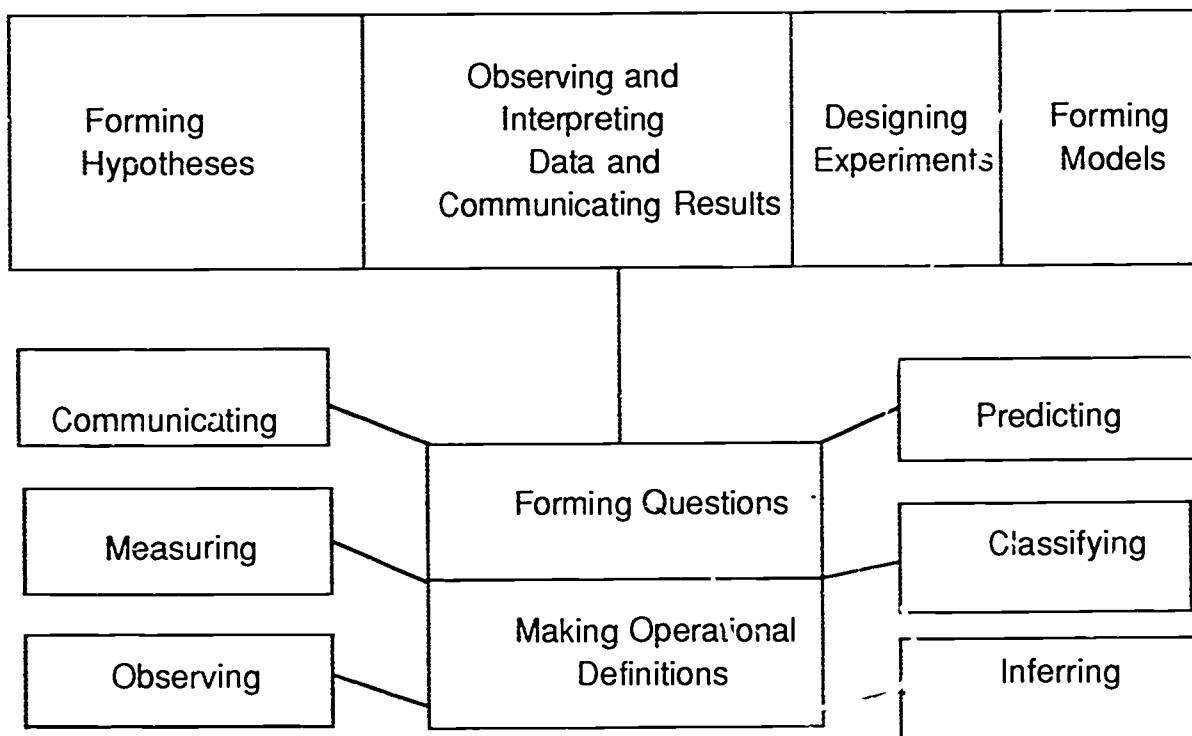 Forming
Hypotheses
Observing and
Interpreting
Data and
Communicating Results
Designing
Experiments
Forming
Models
Communicating
Measuring
Observing
Forming Questions
Making Operational
Definitions
Predicting
Classifying
Inferring